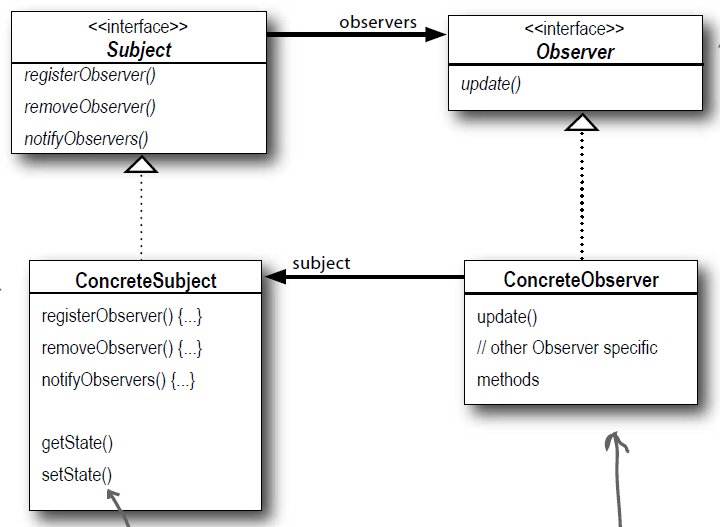 <<interface>>
Subject
registerObserver()
removeObserver()
notifyObservers()
observers
<<interface>>
Observer
update()
ConcreteSubject
registerObserver() {...}
removeObserver() {...}
notifyObservers() {...}
getState()
setState()
subject
ConcreteObserver
update()
// other Observer specific
methods